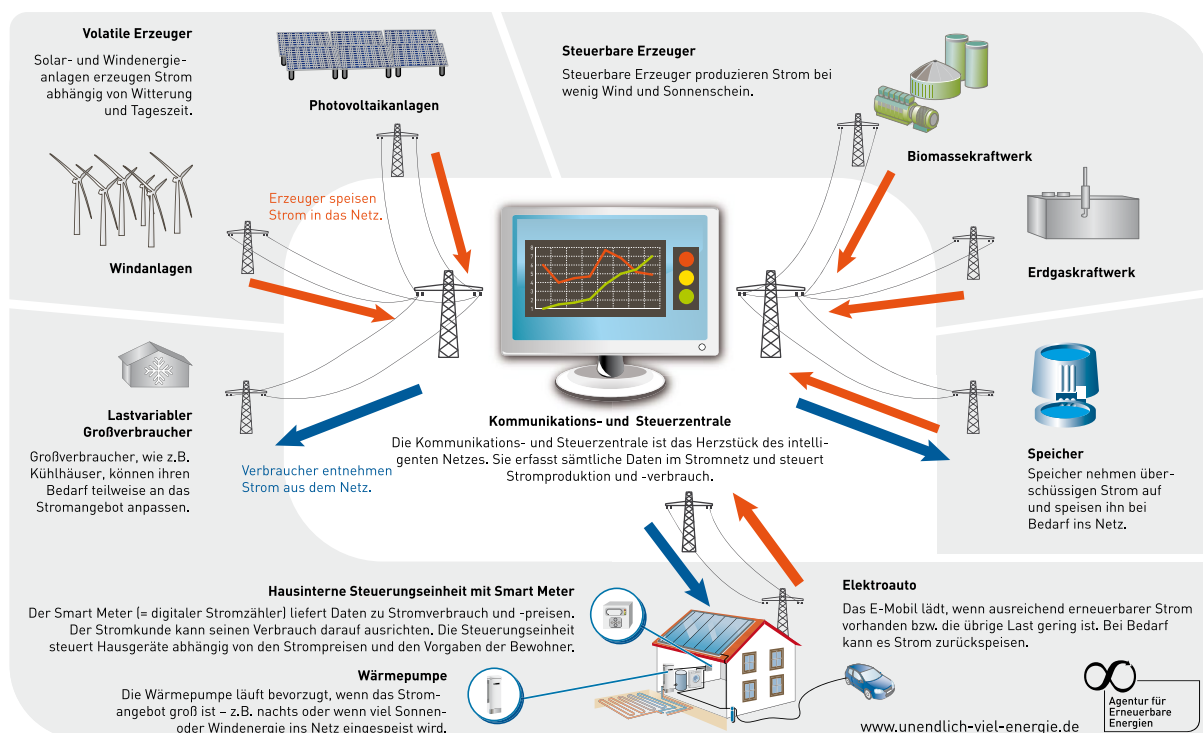 Volatile Erzeuger
Solar- und Windenergie-
anlagen erzeugen Strom
abhängig von Witterung
und Tageszeit.
Photovoltaikanlagen
Windanlagen
Erzeuger speisen
Strom in das Netz.
Steuerbare Erzeuger
Steuerbare Erzeuger produzieren Strom bei
wenig Wind und Sonnenschein.
Biomassekraftwerk
Erdgaskraftwerk
8
7
6
5
4
3
2
1
Lastvariabler
Großverbraucher
Großverbraucher, wie z.B.
Kühlhäuser, können ihren
Bedarf teilweise an das
Stromangebot anpassen.
Verbraucher entnehmen
Strom aus dem Netz.
Kommunikations- und Steuerzentrale
Die Kommunikations- und Steuerzentrale ist das Herzstück des intelli-
genten Netzes. Sie erfasst sämtliche Daten im Stromnetz und steuert
Stromproduktion und -verbrauch.
Speicher
Speicher nehmen über-
schüssigen Strom auf
und speisen ihn bei
Bedarf ins Netz.
Hausinterne Steuerungseinheit mit Smart Meter
Der Smart Meter (= digitaler Stromzähler) liefert Daten zu Stromverbrauch und -preisen.
Der Stromkunde kann seinen Verbrauch darauf ausrichten. Die Steuerungseinheit
steuert Hausgeräte abhängig von den Strompreisen und den Vorgaben der Bewohner.
Wärmepumpe
Die Wärmepumpe läuft bevorzugt, wenn das Strom-
angebot groß ist – z.B. nachts oder wenn viel Sonnen-
oder Windenergie ins Netz eingespeist wird.
Elektroauto
Das E-Mobil lädt, wenn ausreichend erneuerbarer Strom
vorhanden bzw. die übrige Last gering ist. Bei Bedarf
kann es Strom zurückspeisen.
www.unendlich-viel-energie.de
Agentur für
Erneuerbare
Energien